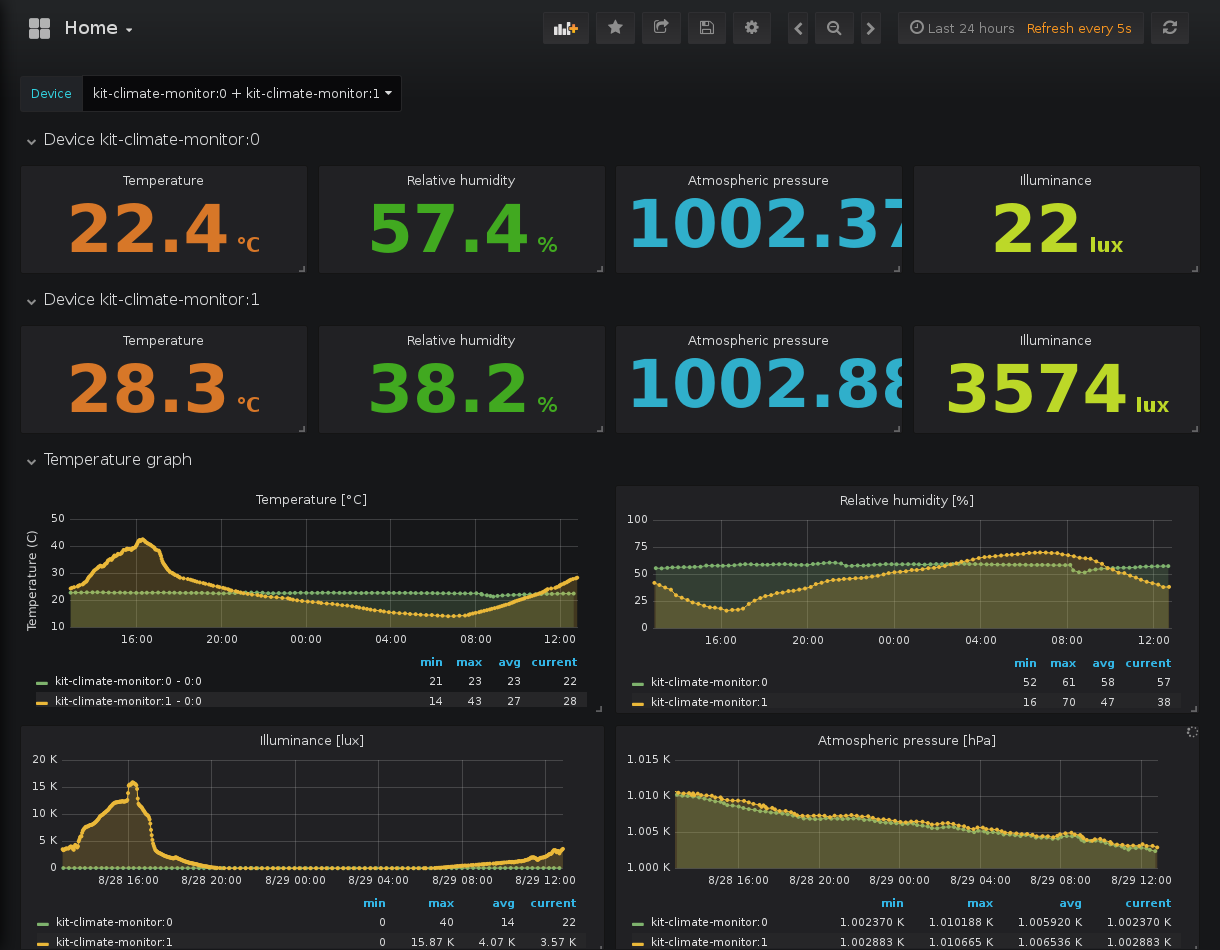 Home
Last 24 hours Refresh every 5s
Device kit-climate-monitor:0 + kit-climate-monitor:1
Device kit-climate-monitor:0
Temperature Relative humidity Atmospheric pressure Illuminance
22.4 °C 57.4 % 1002.37 22 lux
Device kit-climate-monitor:1
Temperature Relative humidity Atmospheric pressure Illuminance
28.3 °C 38.2 % 1002.88 3574 lux
Temperature graph
Temperature [°C]
Temperature (C)
50
40
30
20
10
16:00 20:00 00:00 04:00 08:00 12:00
min max avg current
kit-climate-monitor:0 - 0:0 21 23 23 22
kit-climate-monitor:1 - 0:0 14 43 27 28
Relative humidity [%]
100
75
50
25
0
16:00 20:00 00:00 04:00 08:00 12:00
min max avg current
kit-climate-monitor:0 52 61 58 57
kit-climate-monitor:1 16 70 47 38
Illuminance [lux]
20 K
15 K
10 K
5 K
0
8/28 16:00 8/28 20:00 8/29 00:00 8/29 04:00 8/29 08:00 8/29 12:00
min max avg current
kit-climate-monitor:0 0 40 14 22
kit-climate-monitor:1 0 15.87 K 4.07 K 3.57 K
Atmospheric pressure [hPa]
1.015 K
1.010 K
1.005 K
1.000 K
8/28 16:00 8/28 20:00 8/29 00:00 8/29 04:00 8/29 08:00 8/29 12:00
min max avg current
kit-climate-monitor:0 1.002370 K 1.010188 K 1.005920 K 1.002370 K
kit-climate-monitor:1 1.002883 K 1.010665 K 1.006536 K 1.002883 K